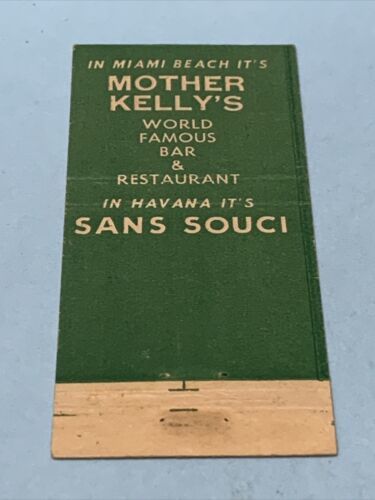 IN MIAMI BEACH IT'S
MOTHER
KELLY'S
WORLD
FAMOUS
BAR
&
RESTAURANT
IN HAVANA IT'S
SANS SOUCI